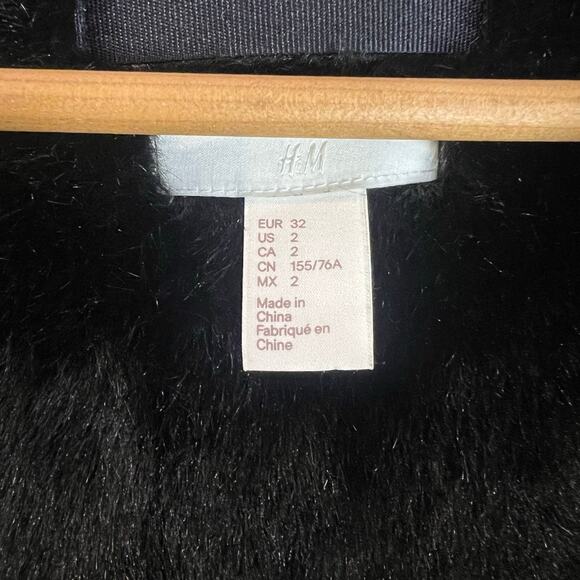 H&M
EUR 32
US 2
CA 2
CN 155/76A
MX 2
Made in
China
Fabriqué en
Chine